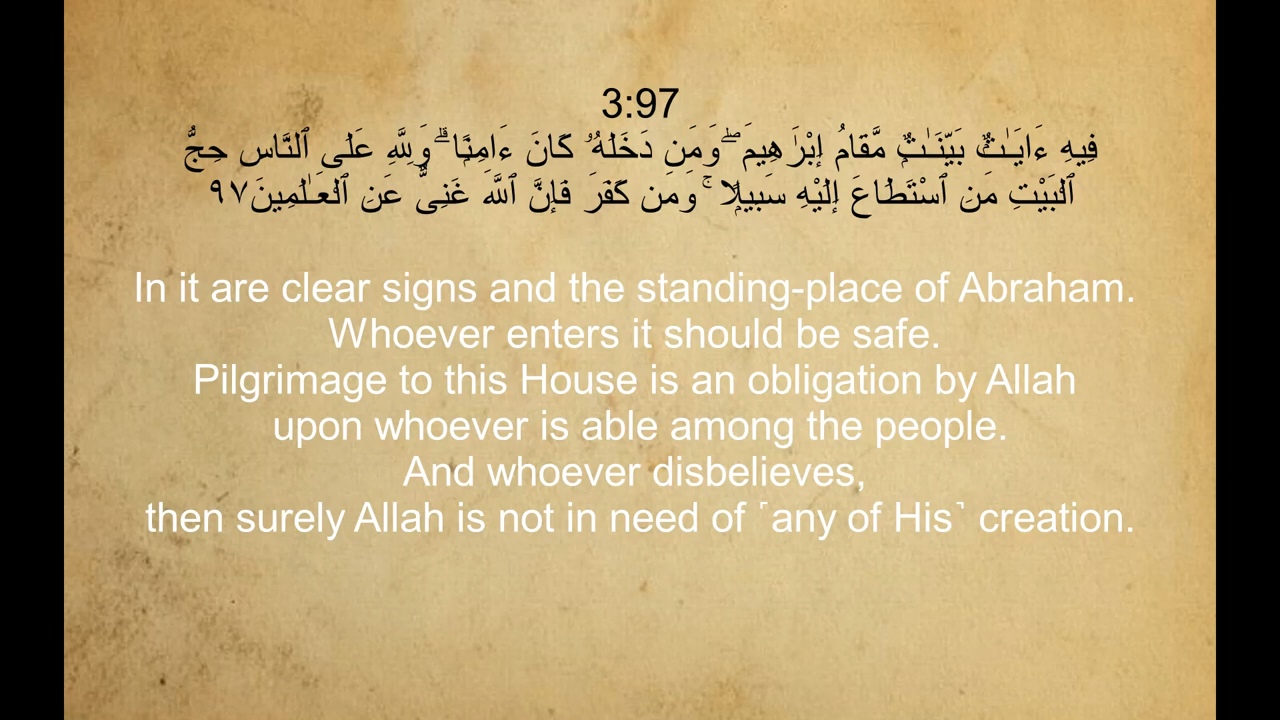 3:97
فِيهِ ءَايَـٰتٌۢ بَيِّنَـٰتٌۭ مَّقَامُ إِبْرَٰهِيمَ ۖ وَمَن دَخَلَهُۥ كَانَ ءَامِنًۭا ۗ وَلِلَّهِ عَلَى ٱلنَّاسِ حِجُّ
ٱلْبَيْتِ مَنِ ٱسْتَطَاعَ إِلَيْهِ سَبِيلًۭا ۚ وَمَن كَفَرَ فَإِنَّ ٱللَّهَ غَنِىٌّ عَنِ ٱلْعَـٰلَمِينَ ٩٧
In it are clear signs and the standing-place of Abraham.
Whoever enters it should be safe.
Pilgrimage to this House is an obligation by Allah
upon whoever is able among the people.
And whoever disbelieves,
then surely Allah is not in need of ˹any of His˺ creation.